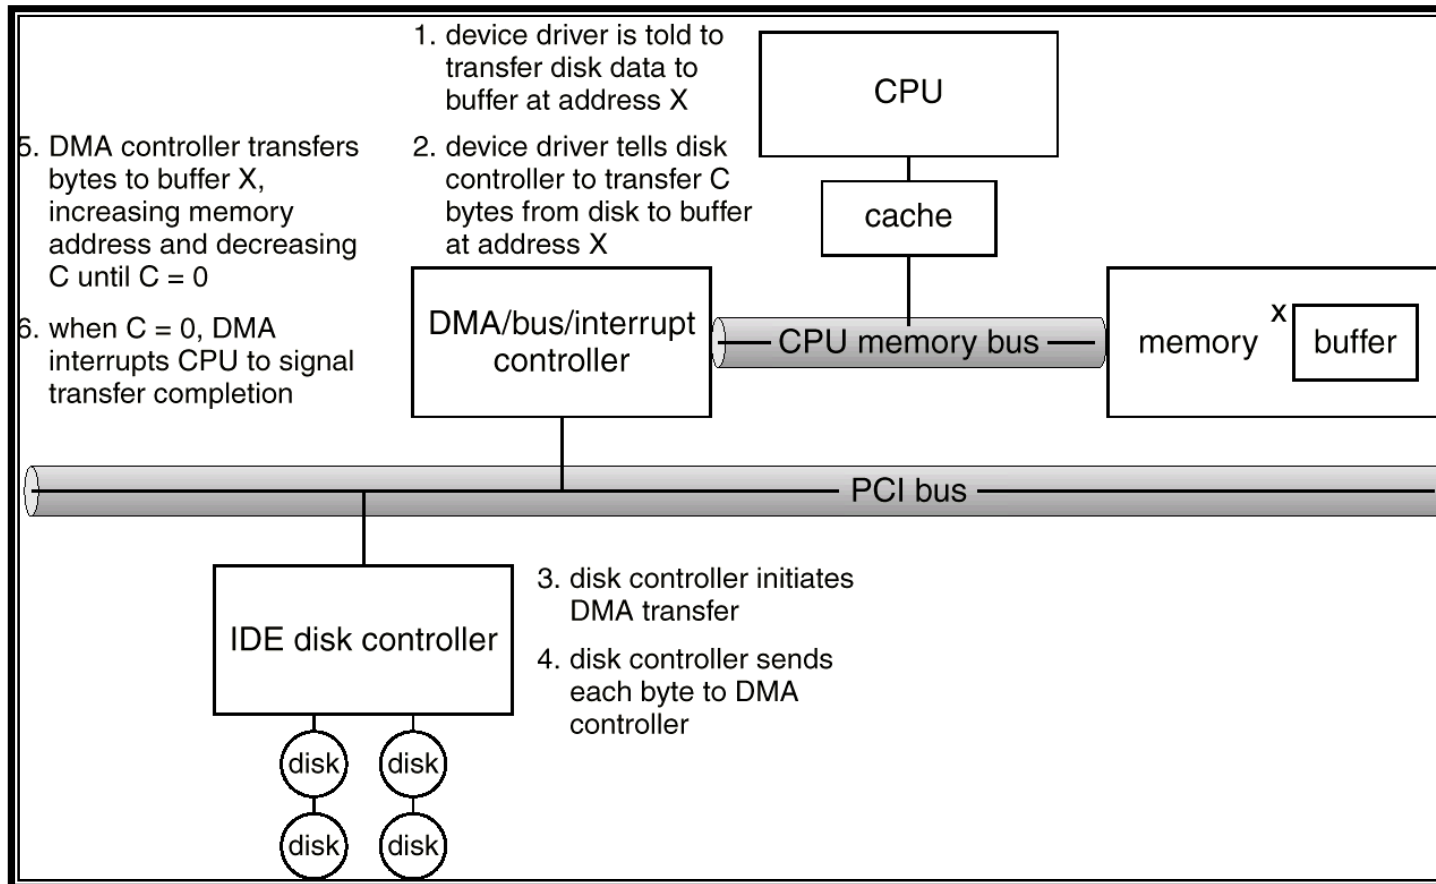 1. device driver is told to
transfer disk data to
buffer at address X
CPU
5. DMA controller transfers
bytes to buffer X,
increasing memory
address and decreasing
C until C = 0
2. device driver tells disk
controller to transfer C
bytes from disk to buffer
at address X
cache
6. when C = 0, DMA
interrupts CPU to signal
transfer completion
DMA/bus/interrupt
controller
CPU memory bus
memory
x
buffer
PCI bus
IDE disk controller
3. disk controller initiates
DMA transfer
4. disk controller sends
each byte to DMA
controller
disk
disk
disk
disk